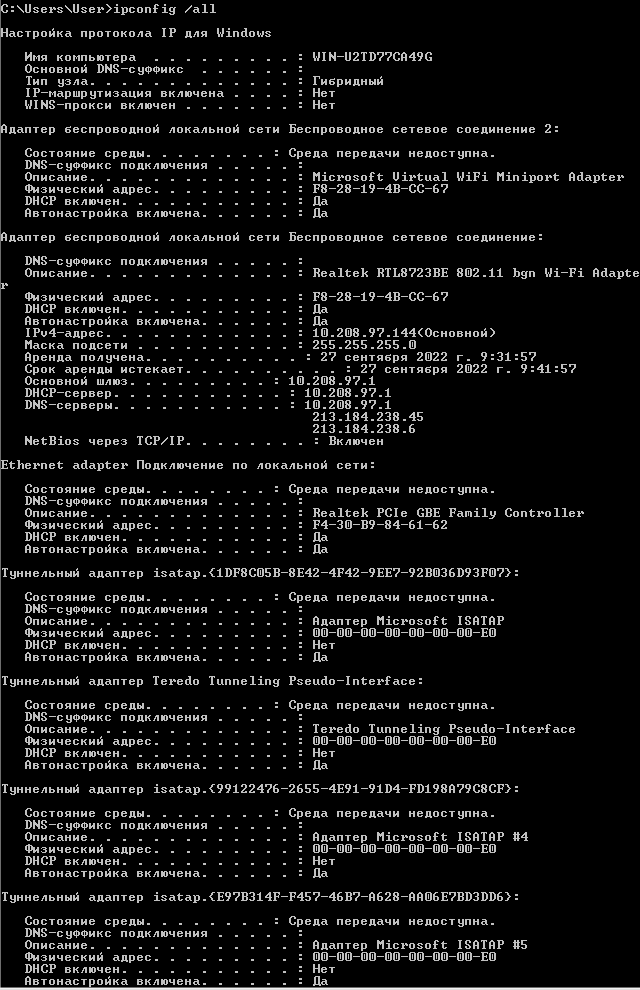 C:\Users\User>ipconfig /all
Настройка протокола IP для Windows
Имя компьютера . . . . . . . . . : WIN-U2TD77CA49G
Основной DNS-суффикс . . . . . . :
Тип узла. . . . . . . . . . . . . : Гибридный
IP-маршрутизация включена . . . . : Нет
WINS-прокси включен . . . . . . . : Нет
Адаптер беспроводной локальной сети Беспроводное сетевое соединение 2:
Состояние среды. . . . . . . . : Среда передачи недоступна.
DNS-суффикс подключения . . . . . :
Описание. . . . . . . . . . . . . : Microsoft Virtual WiFi Miniport Adapter
Физический адрес. . . . . . . . . : F8-28-19-4B-CC-67
DHCP включен. . . . . . . . . . . : Да
Автонастройка включена. . . . . . : Да
Адаптер беспроводной локальной сети Беспроводное сетевое соединение:
DNS-суффикс подключения . . . . . :
Описание. . . . . . . . . . . . . : Realtek RTL8723BE 802.11 bgn Wi-Fi Adapte
r
Физический адрес. . . . . . . . . : F8-28-19-4B-CC-67
DHCP включен. . . . . . . . . . . : Да
Автонастройка включена. . . . . . : Да
IPv4-адрес. . . . . . . . . . . . : 10.208.97.144(Основной)
Маска подсети . . . . . . . . . . : 255.255.255.0
Аренда получена. . . . . . . . . . : 27 сентября 2022 г. 9:31:57
Срок аренды истекает. . . . . . . . . . : 27 сентября 2022 г. 9:41:57
Основной шлюз. . . . . . . . . : 10.208.97.1
DHCP-сервер. . . . . . . . . . . : 10.208.97.1
DNS-серверы. . . . . . . . . . . : 10.208.97.1
213.184.238.45
213.184.238.6
NetBios через TCP/IP. . . . . . . . : Включен
Ethernet adapter Подключение по локальной сети:
Состояние среды. . . . . . . . : Среда передачи недоступна.
DNS-суффикс подключения . . . . . :
Описание. . . . . . . . . . . . . : Realtek PCIe GBE Family Controller
Физический адрес. . . . . . . . . : F4-30-B9-84-61-62
DHCP включен. . . . . . . . . . . : Да
Автонастройка включена. . . . . . : Да
Туннельный адаптер isatap.{1DF8C05B-8E42-4F42-9EE7-92B036D93F07}:
Состояние среды. . . . . . . . : Среда передачи недоступна.
DNS-суффикс подключения . . . . . :
Описание. . . . . . . . . . . . . : Адаптер Microsoft ISATAP
Физический адрес. . . . . . . . . : 00-00-00-00-00-00-00-E0
DHCP включен. . . . . . . . . . . : Нет
Автонастройка включена. . . . . . : Да
Туннельный адаптер Teredo Tunneling Pseudo-Interface:
Состояние среды. . . . . . . . : Среда передачи недоступна.
DNS-суффикс подключения . . . . . :
Описание. . . . . . . . . . . . . : Teredo Tunneling Pseudo-Interface
Физический адрес. . . . . . . . . : 00-00-00-00-00-00-00-E0
DHCP включен. . . . . . . . . . . : Нет
Автонастройка включена. . . . . . : Да
Туннельный адаптер isatap.{99122476-2655-4E91-91D4-FD198A79C8CF}:
Состояние среды. . . . . . . . : Среда передачи недоступна.
DNS-суффикс подключения . . . . . :
Описание. . . . . . . . . . . . . : Адаптер Microsoft ISATAP #4
Физический адрес. . . . . . . . . : 00-00-00-00-00-00-00-E0
DHCP включен. . . . . . . . . . . : Нет
Автонастройка включена. . . . . . : Да
Туннельный адаптер isatap.{E97B314F-F457-46B7-A628-AA06E7BD3DD6}:
Состояние среды. . . . . . . . : Среда передачи недоступна.
DNS-суффикс подключения . . . . . :
Описание. . . . . . . . . . . . . : Адаптер Microsoft ISATAP #5
Физический адрес. . . . . . . . . : 00-00-00-00-00-00-00-E0
DHCP включен. . . . . . . . . . . : Нет
Автонастройка включена. . . . . . : Да